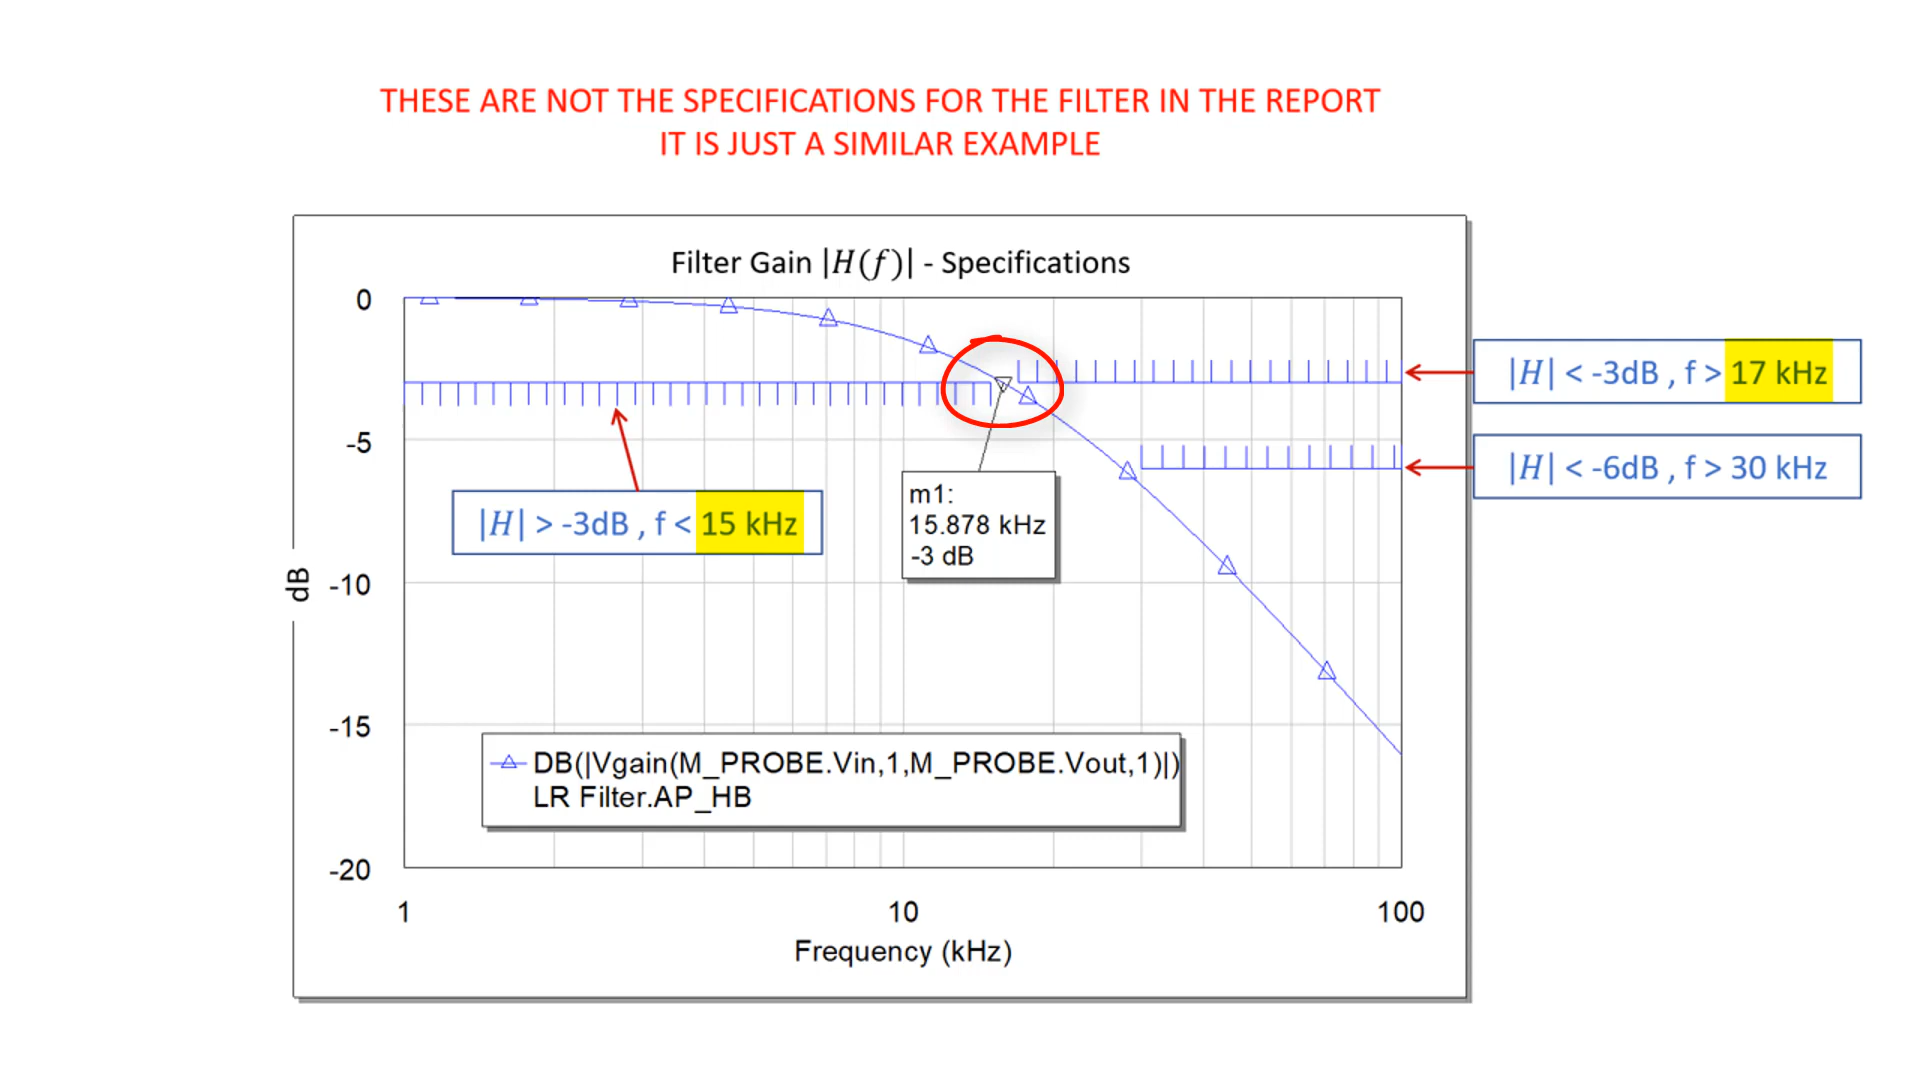 THESE ARE NOT THE SPECIFICATIONS FOR THE FILTER IN THE REPORT
IT IS JUST A SIMILAR EXAMPLE
Filter Gain |H(f)| - Specifications
0
-5
-10
-15
-20
dB
|H| < -3dB , f > 17 kHz
|H| < -6dB , f > 30 kHz
|H| > -3dB , f < 15 kHz
m1:
15.878 kHz
-3 dB
DB(|Vgain(M_PROBE.Vin,1,M_PROBE.Vout,1)|)
LR Filter.AP_HB
1 10 100
Frequency (kHz)